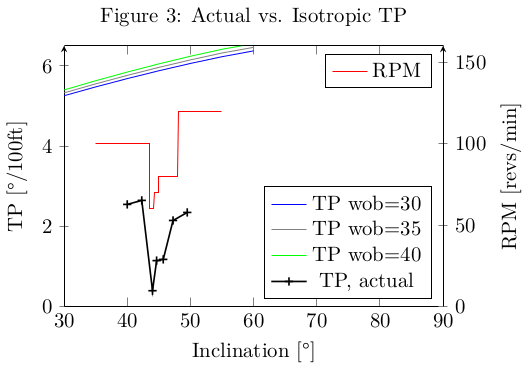 Figure 3: Actual vs. Isotropic TP
6
4
2
0
TP [°/100ft]
150
100
50
0
RPM [revs/min]
RPM
TP wob=30
TP wob=35
TP wob=40
TP, actual
30 40 50 60 70 80 90
Inclination [°]